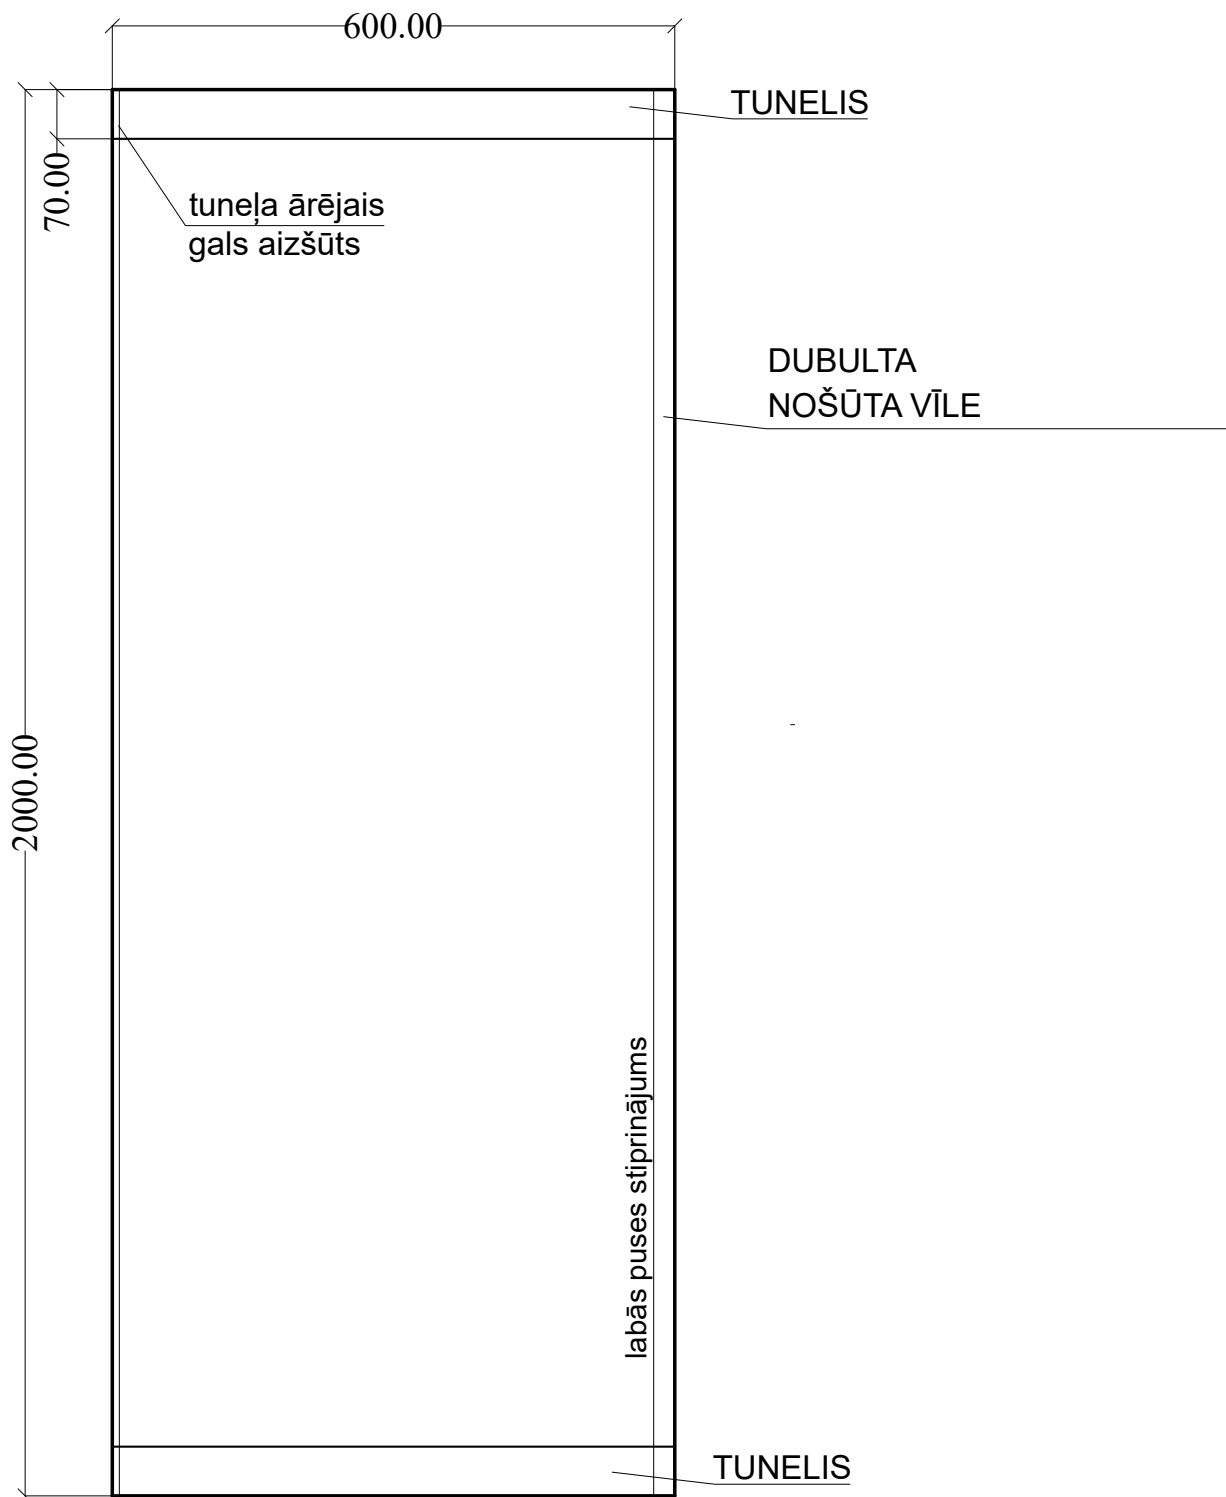 600.00
TUNELIS
70.00
tuneļa ārējais
gals aizšūts
DUBULTA
NOŠŪTA VĪLE
2000.00
labās puses stiprinājums
TUNELIS